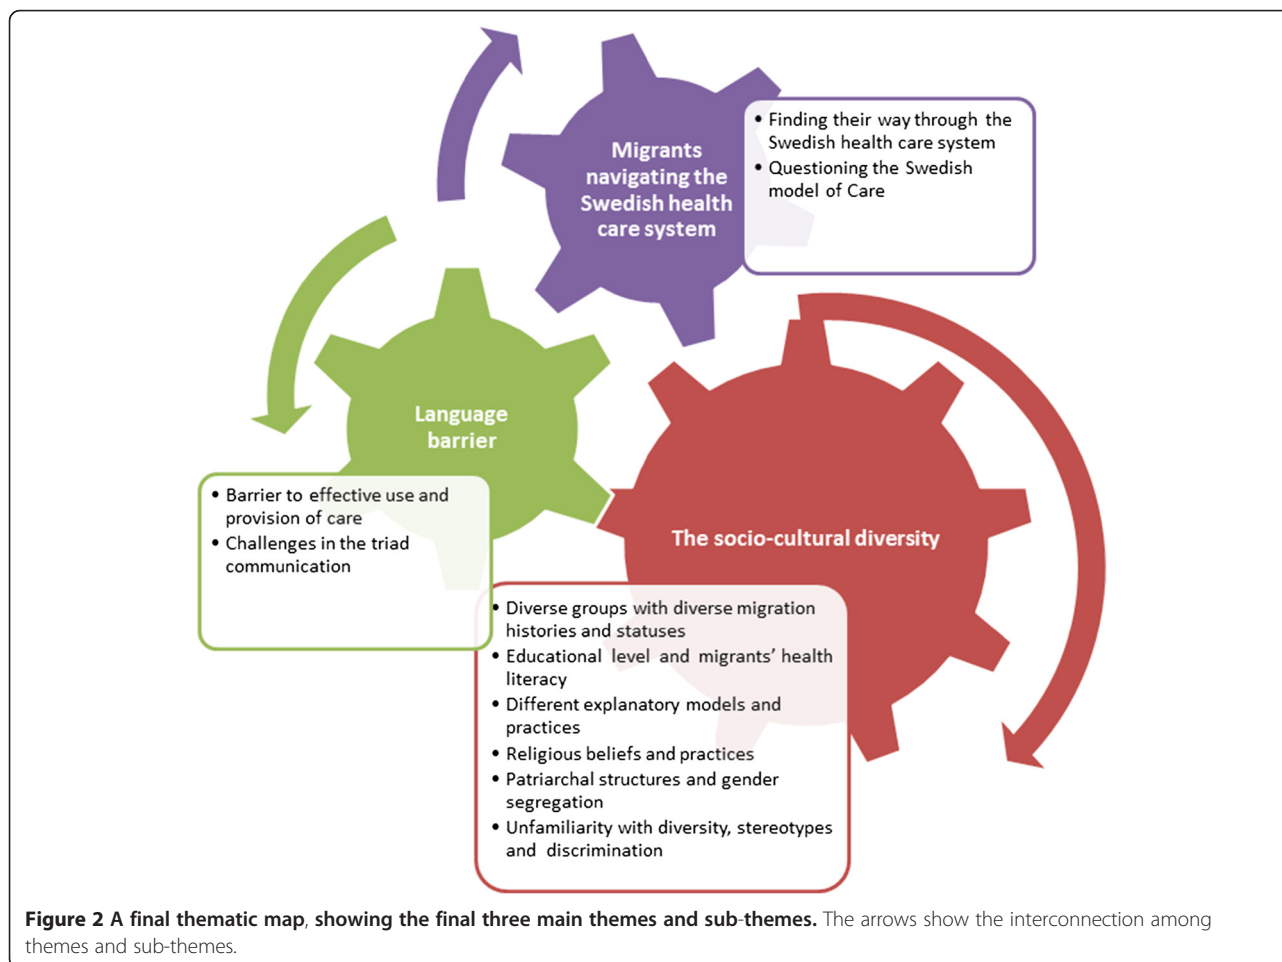 Migrants
navigating the
Swedish health
care system
• Finding their way through the
Swedish health care system
• Questioning the Swedish
model of Care
Language
barrier
• Barrier to effective use and
provision of care
• Challenges in the triad
communication
The socio-cultural diversity
• Diverse groups with diverse migration
histories and statuses
• Educational level and migrants’ health
literacy
• Different explanatory models and
practices
• Religious beliefs and practices
• Patriarchal structures and gender
segregation
• Unfamiliarity with diversity, stereotypes
and discrimination
Figure 2 A final thematic map, showing the final three main themes and sub-themes. The arrows show the interconnection among
themes and sub-themes.